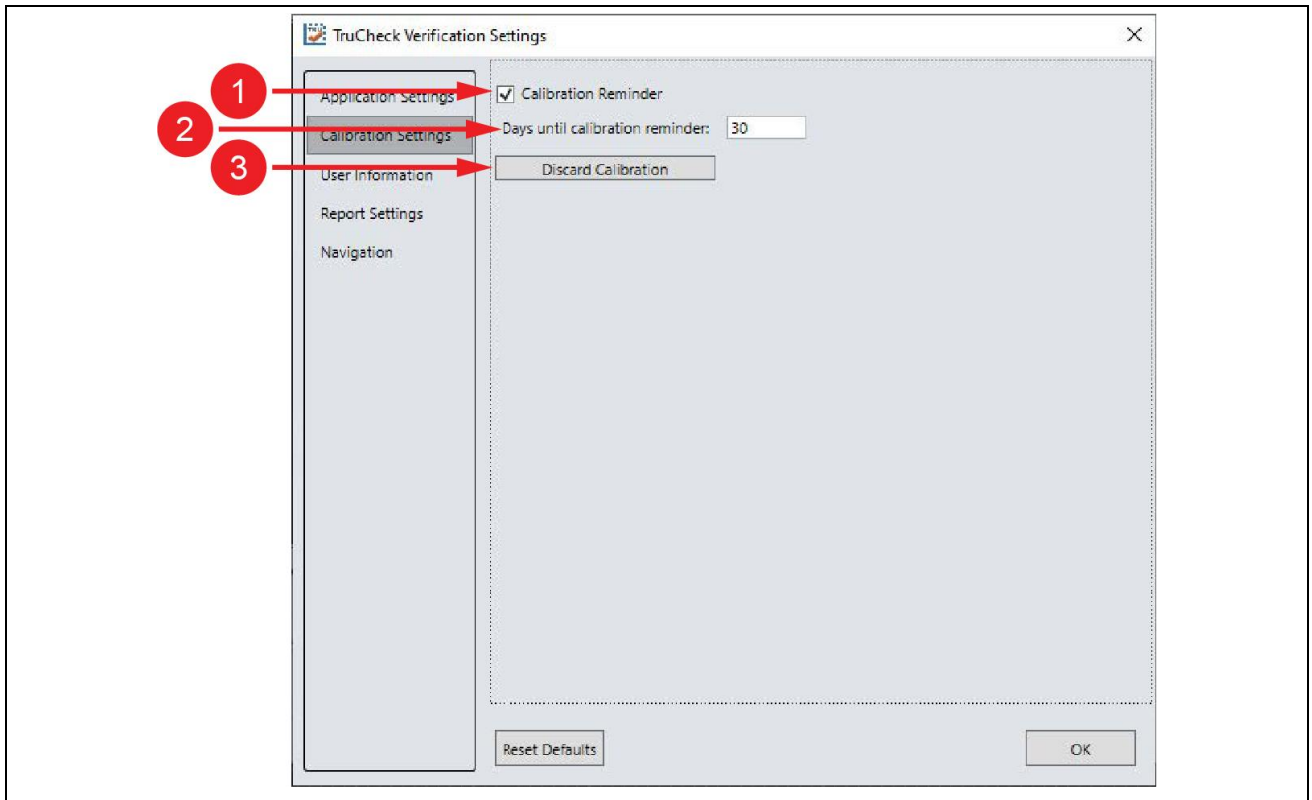 TruCheck Verification Settings
1
Application Settings
Calibration Reminder
2
Calibration Settings
Days until calibration reminder: 30
3
User Information
Discard Calibration
Report Settings
Navigation
Reset Defaults
OK